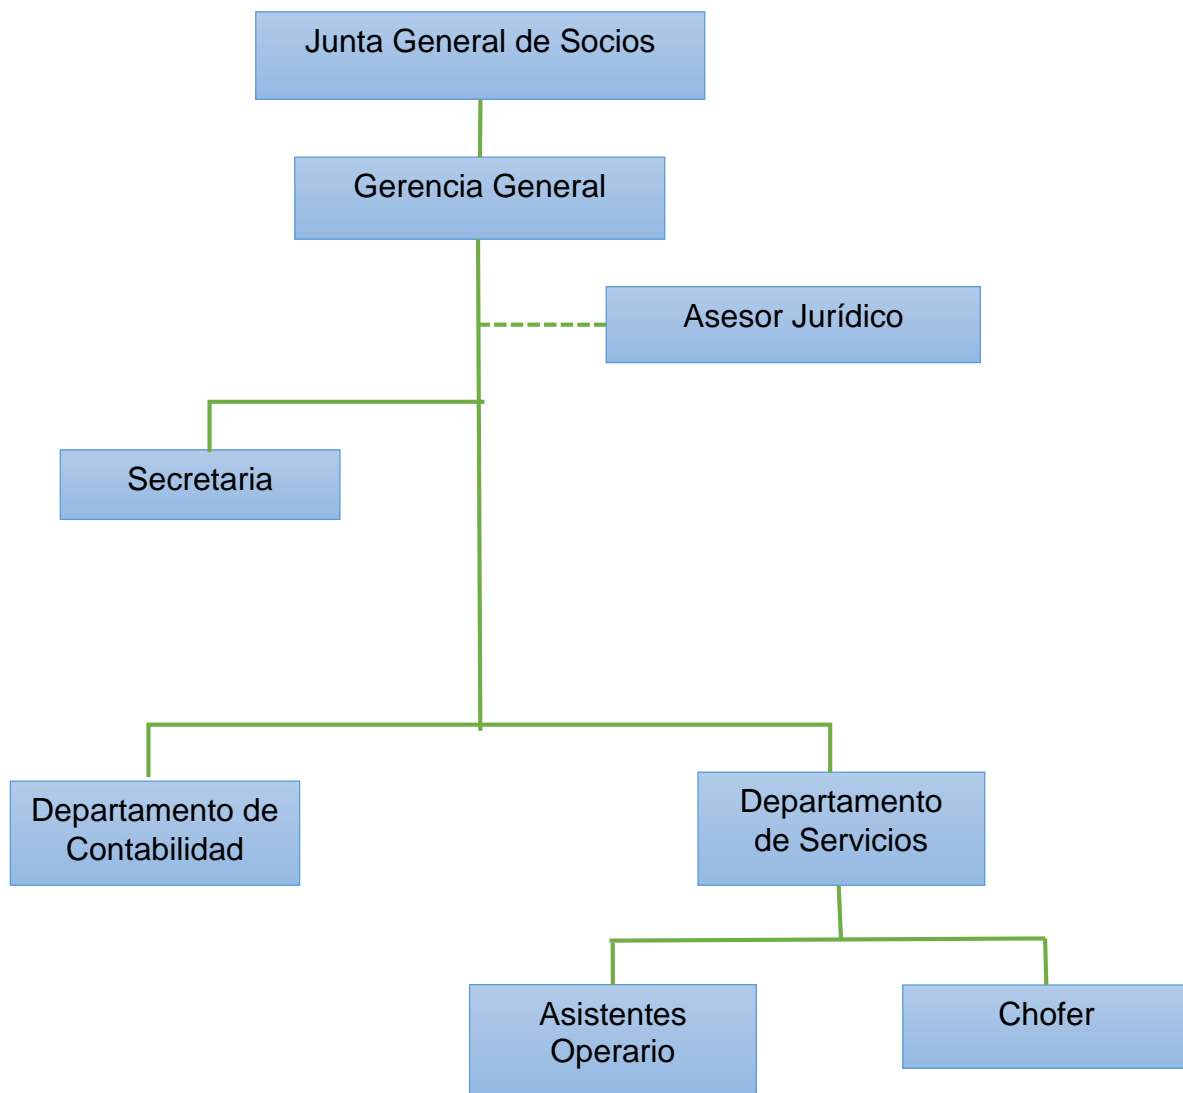 Junta General de Socios
Gerencia General
Asesor Jurídico
Secretaria
Departamento de
Contabilidad
Departamento
de Servicios
Asistentes
Operario
Chofer